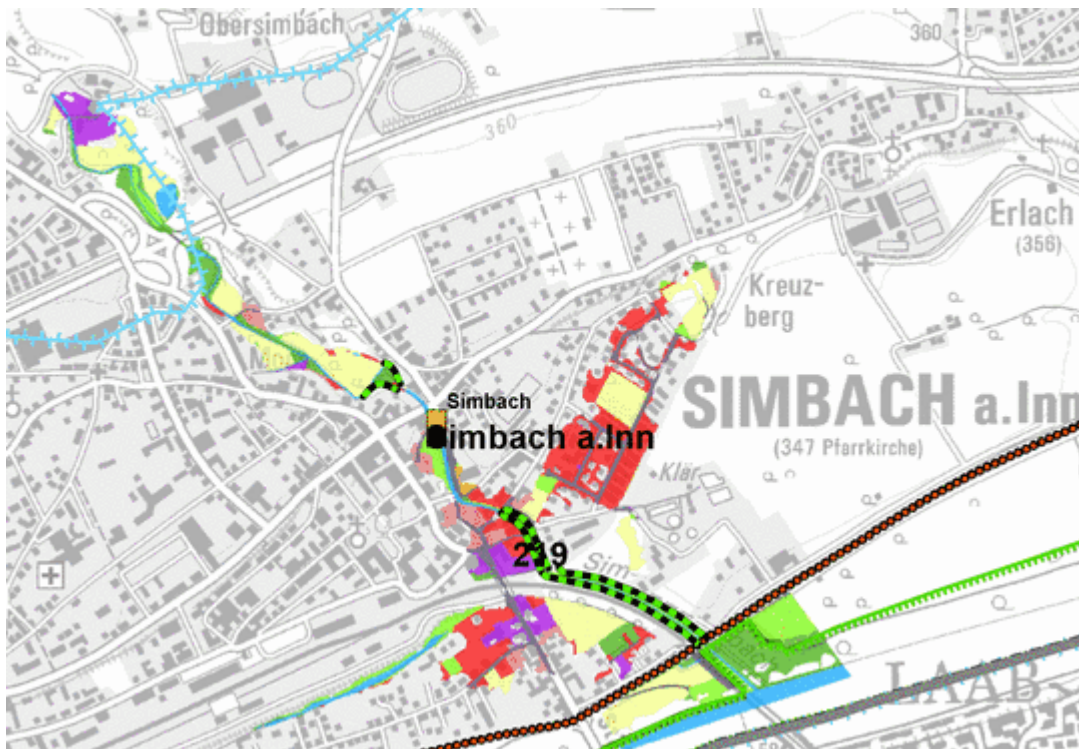 Obersimbach
360
360
Erlach
(356)
Kreuz-
berg
SIMBACH a.Inn
(347 Pfarrkirche)
Simbach
Simbach a.Inn
Klär
219
Sim
LAAB